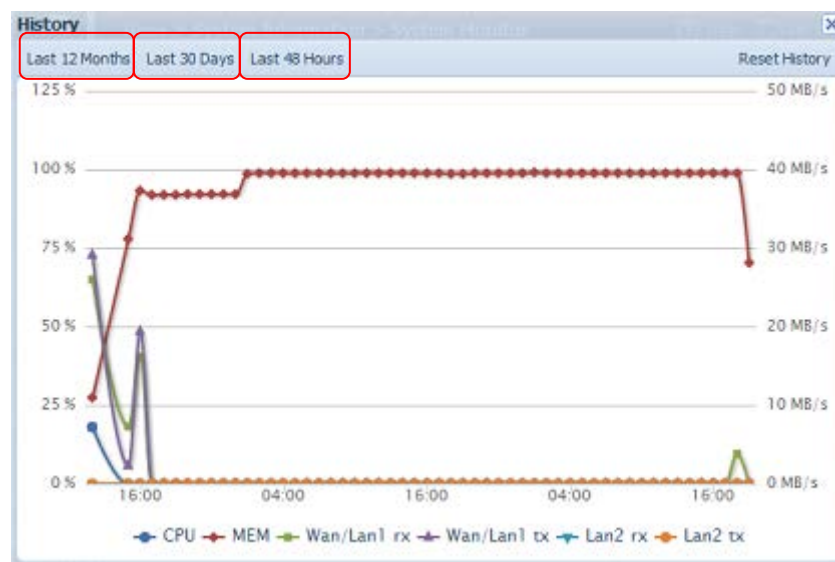 History
Last 12 Months Last 30 Days Last 48 Hours Reset History
125 % 50 MB/s
100 % 40 MB/s
75 % 30 MB/s
50 % 20 MB/s
25 % 10 MB/s
0 % 0 MB/s
16:00 04:00 16:00 04:00 16:00
CPU MEM Wan/Lan1 rx Wan/Lan1 tx Lan2 rx Lan2 tx